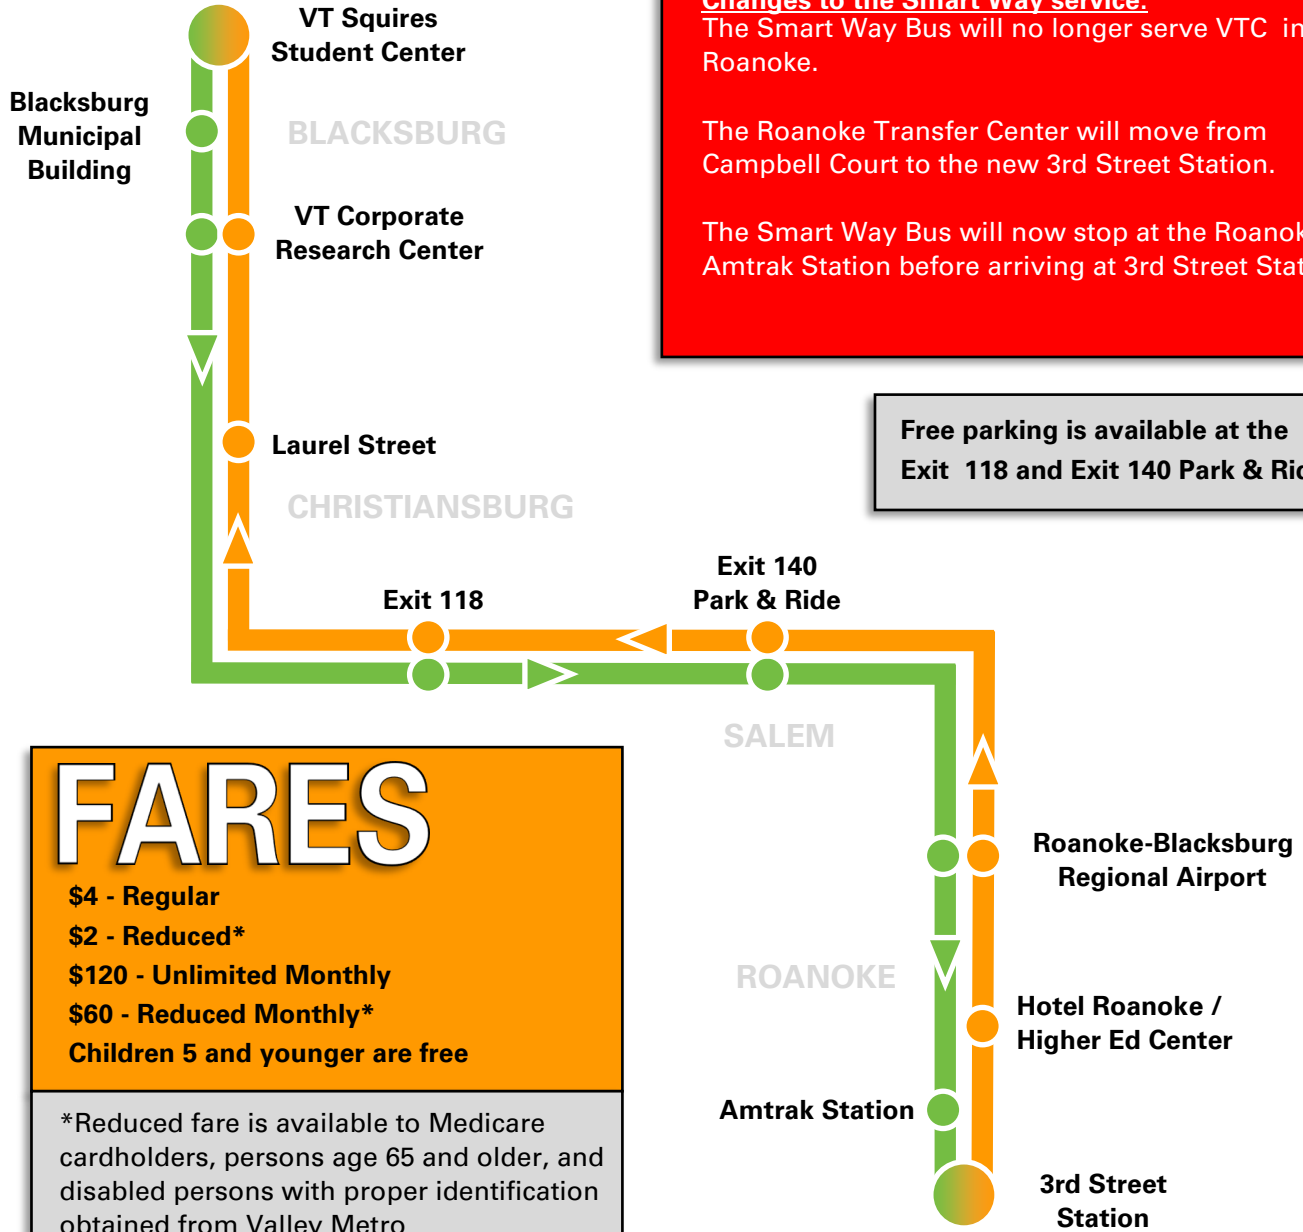 VT Squires
Student Center
Changes to the Smart Way service:
The Smart Way Bus will no longer serve VTC in
Roanoke.
The Roanoke Transfer Center will move from
Campbell Court to the new 3rd Street Station.
The Smart Way Bus will now stop at the
Amtrak Station before arriving at 3rd Street
Blacksburg
Municipal
Building
BLACKSBURG
VT Corporate
Research Center
Free parking is available at the
Exit 118 and Exit 140 Park &
Laurel Street
CHRISTIANSBURG
Exit 118
Exit 140
Park & Ride
SALEM
FARES
$4 - Regular
$2 - Reduced*
$120 - Unlimited Monthly
$60 - Reduced Monthly*
Children 5 and younger are free
*Reduced fare is available to Medicare
cardholders, persons age 65 and older, and
disabled persons with proper identification
obtained from Valley Metro
Roanoke-Blacksburg
Regional Airport
ROANOKE
Hotel Roanoke /
Higher Ed Center
Amtrak Station
3rd Street
Station